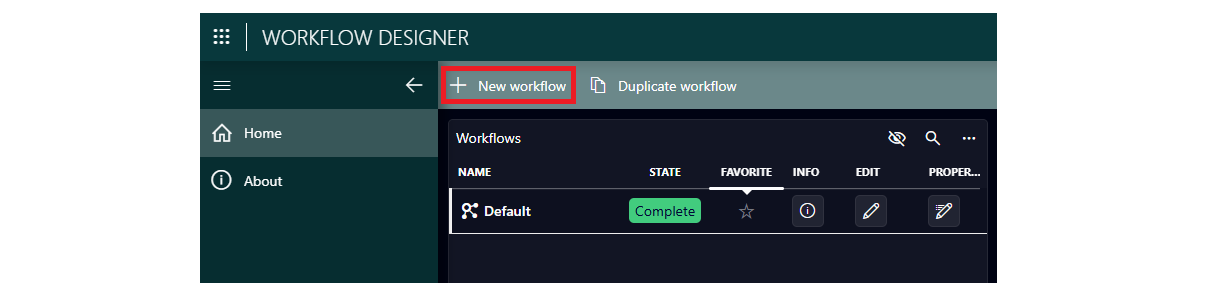 WORKFLOW DESIGNER
New workflow Duplicate workflow
Home
About
Workflows
NAME STATE FAVORITE INFO EDIT PROPER...
Default Complete